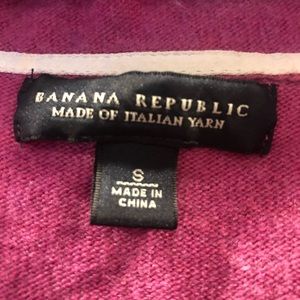 BANANA REPUBLIC
MADE OF ITALIAN YARN
S
MADE IN
CHINA